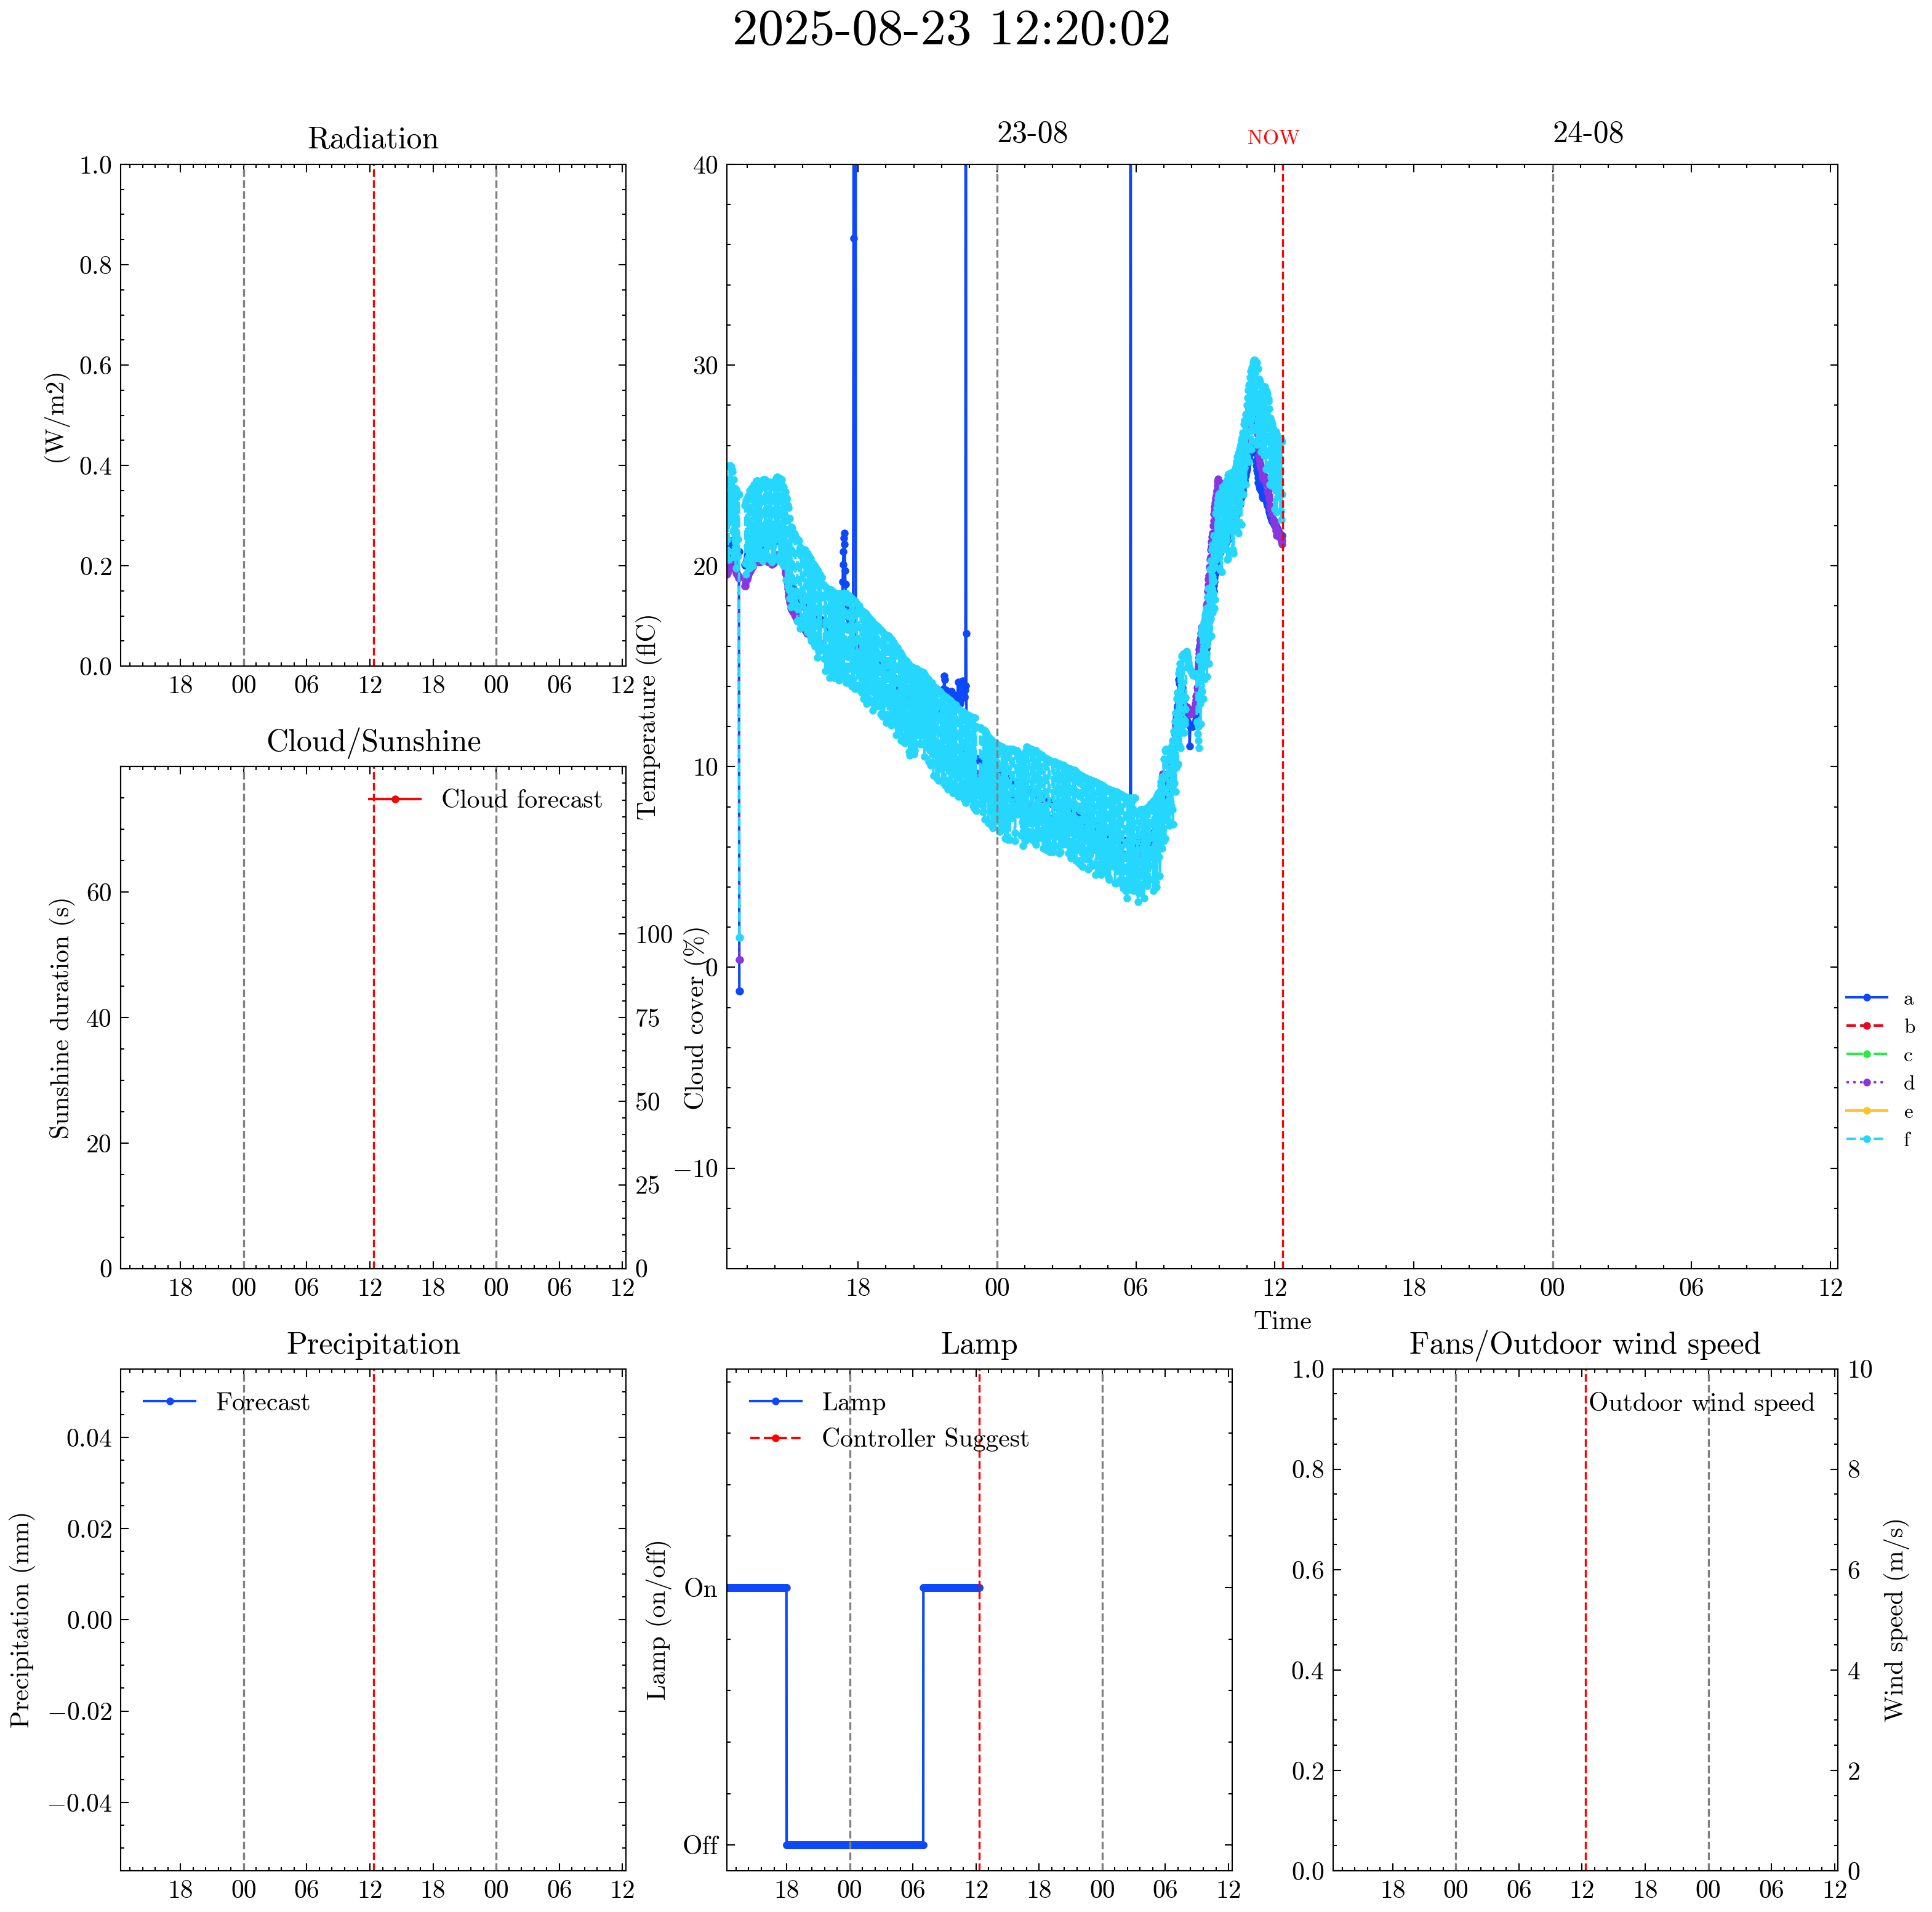 2025-08-23 12:20:02
Radiation
(W/m2)
1.0
0.8
0.6
0.4
0.2
0.0
18 00 06 12 18 00 06 12
23-08 NOW 24-08
Temperature (flC)
40
30
20
10
0
−10
18 00 06 12 18 00 06 12
Time
a
b
c
d
e
f
Cloud/Sunshine
Cloud forecast
Sunshine duration (s)
60
40
20
0
Cloud cover (%)
100
75
50
25
0
18 00 06 12 18 00 06 12
Precipitation
Forecast
Precipitation (mm)
0.04
0.02
0.00
−0.02
−0.04
18 00 06 12 18 00 06 12
Lamp
Lamp
Controller Suggest
Lamp (on/off)
On
Off
18 00 06 12 18 00 06 12
Fans/Outdoor wind speed
Outdoor wind speed
1.0
0.8
0.6
0.4
0.2
0.0
Wind speed (m/s)
10
8
6
4
2
0
18 00 06 12 18 00 06 12